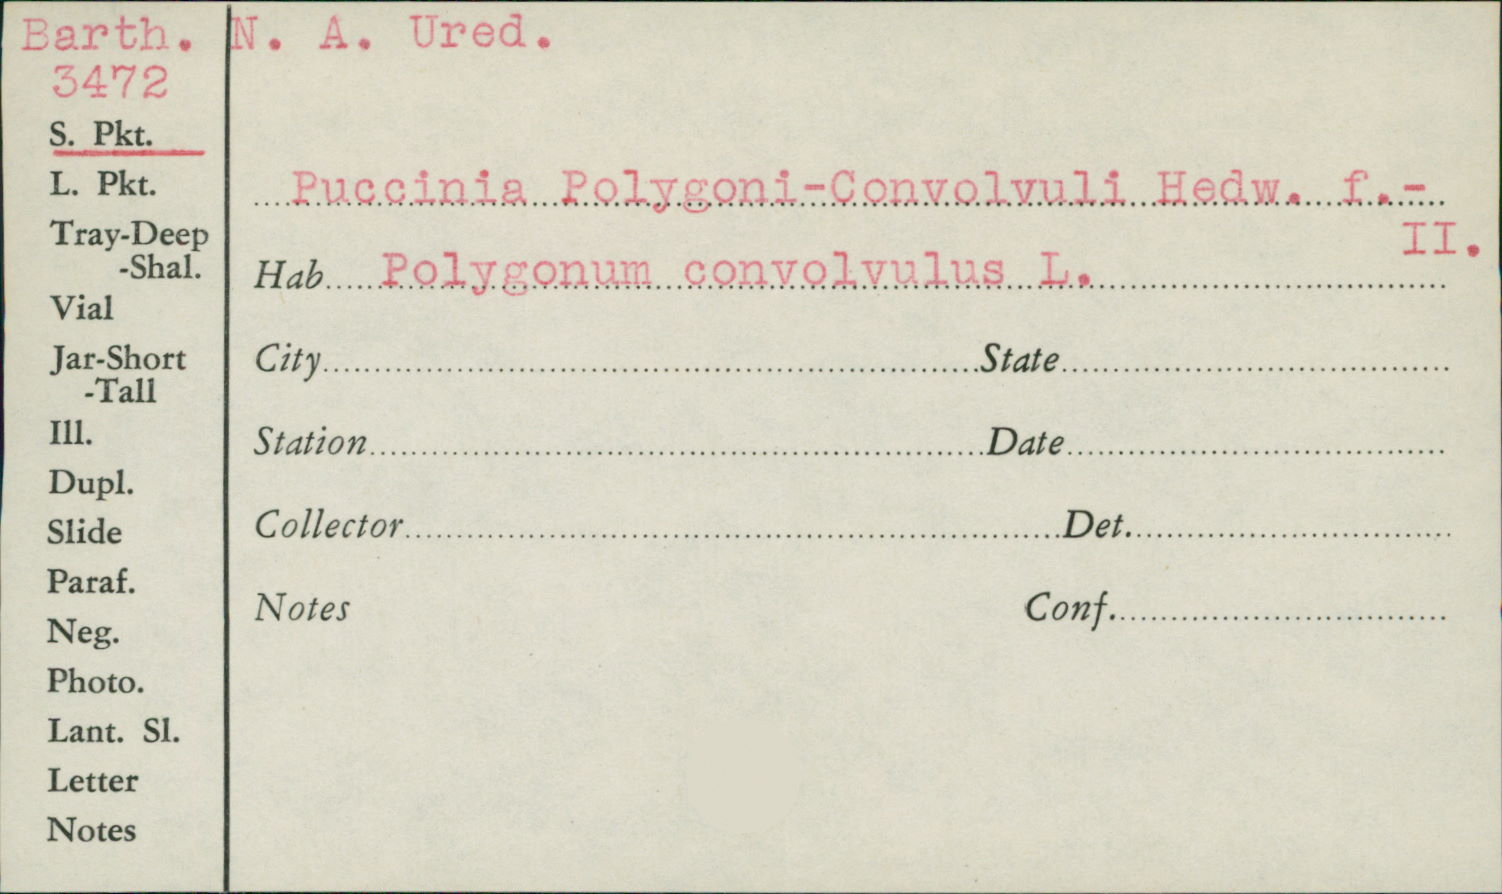 Barth. N. A. Ured.
3472
S. Pkt.
L. Pkt.
Tray-Deep
-Shal.
Vial
Jar-Short
-Tall
Ill.
Dupl.
Slide
Paraf.
Neg.
Photo.
Lant. Sl.
Letter
Notes
Puccinia Polygoni-Convolvuli Hedw. f.-
II.
Hab. Polygonum convolvulus L.
City State
Station Date
Collector Det.
Notes Conf.